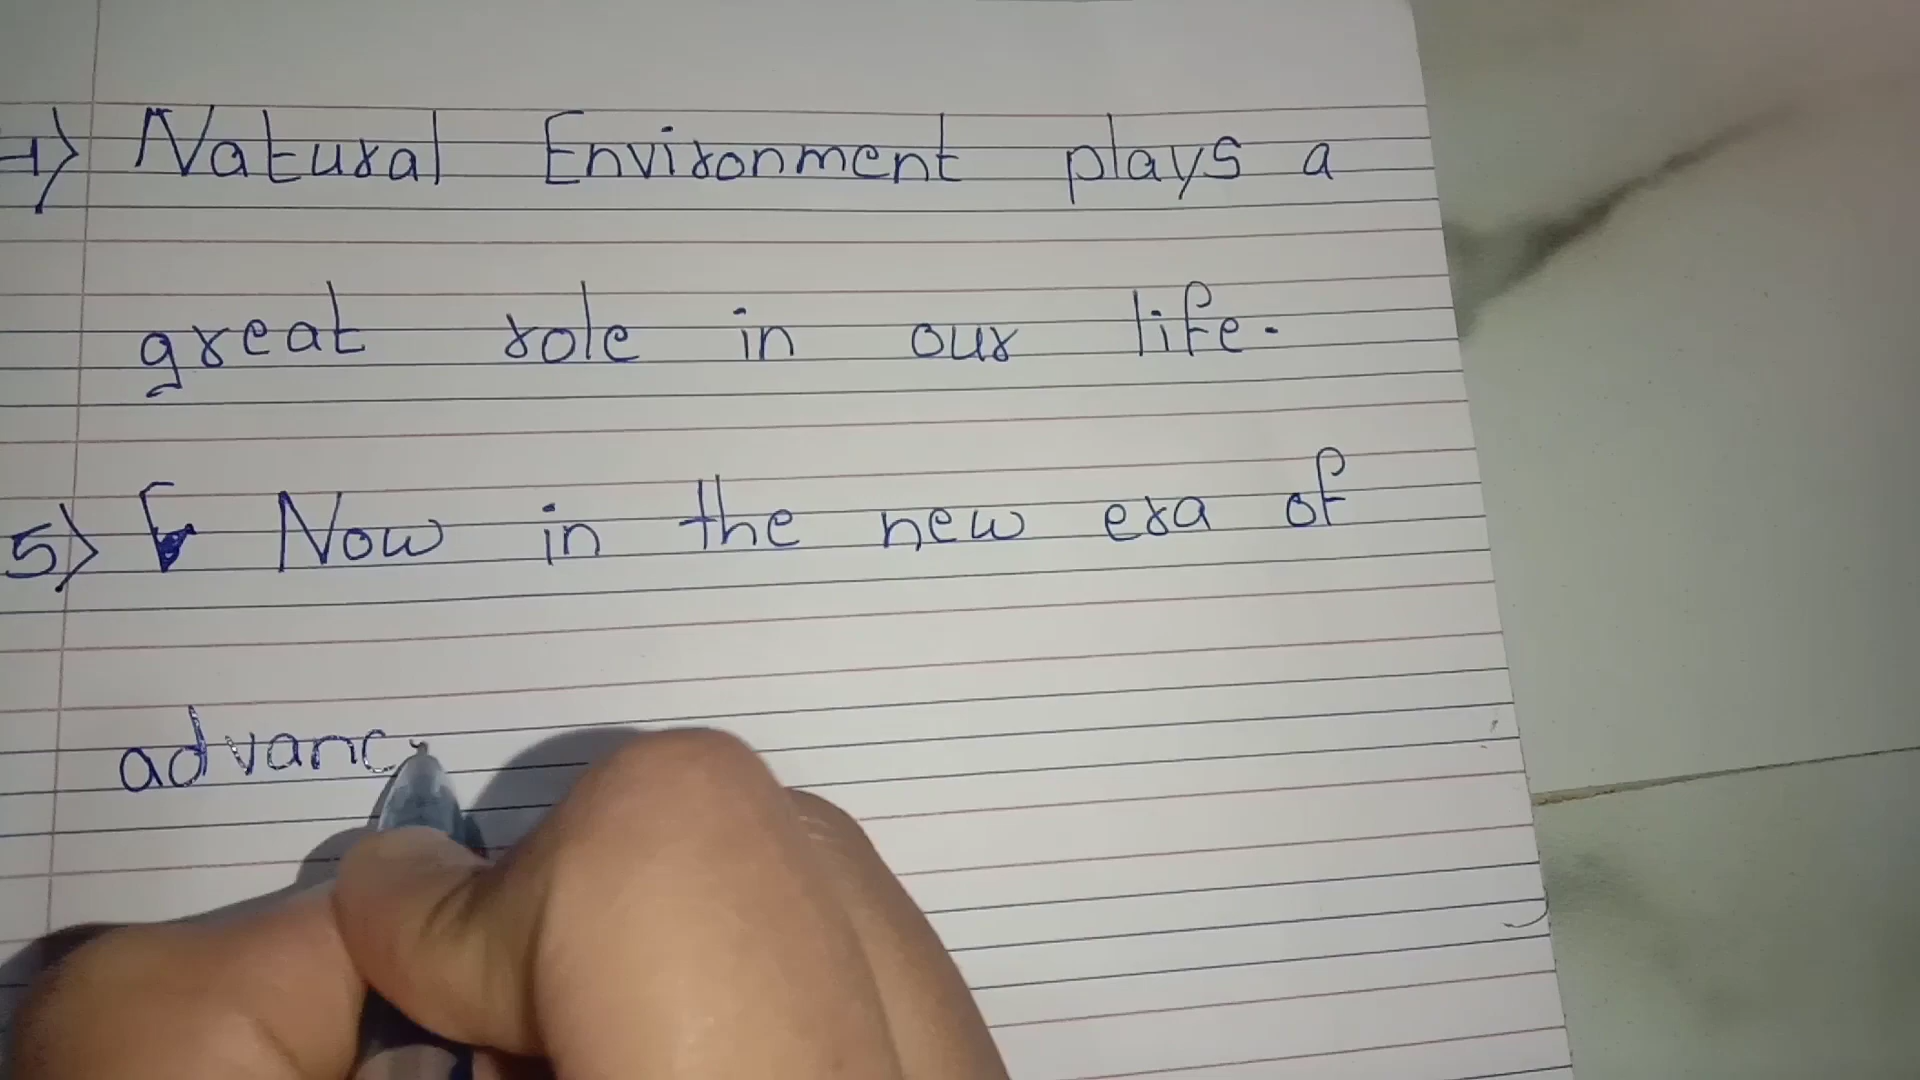 4) Natural Environment plays a
great role in our life.
5) Now in the new era of
advanc